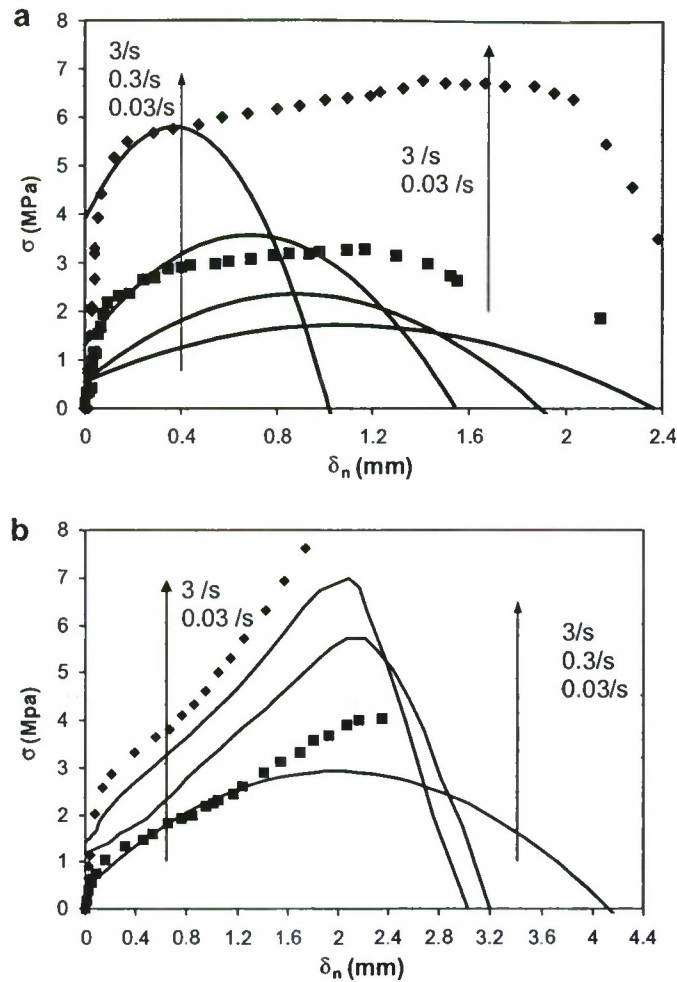 a
8
7
6
5
4
3
2
1
0
σ (MPa)
3/s
0.3/s
0.03/s
3 /s
0.03 /s
0 0.4 0.8 1.2 1.6 2 2.4
δn (mm)
b
8
7
6
5
4
3
2
1
0
σ (Mpa)
3 /s
0.03 /s
3/s
0.3/s
0.03/s
0 0.4 0.8 1.2 1.6 2 2.4 2.8 3.2 3.6 4 4.4
δn (mm)